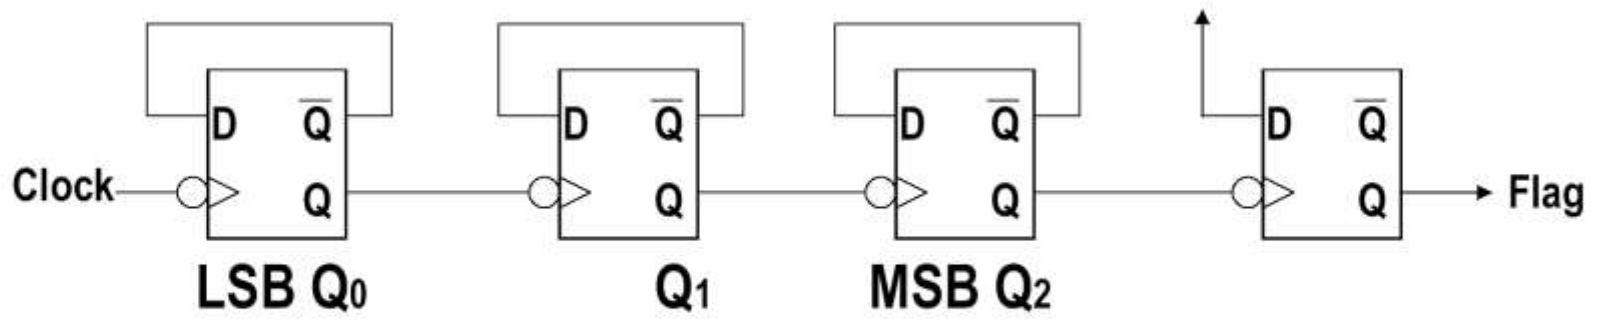 D Q̅ D Q̅ D Q̅ D Q̅
Clock Q Q Q Q Flag
LSB Q0 Q1 MSB Q2